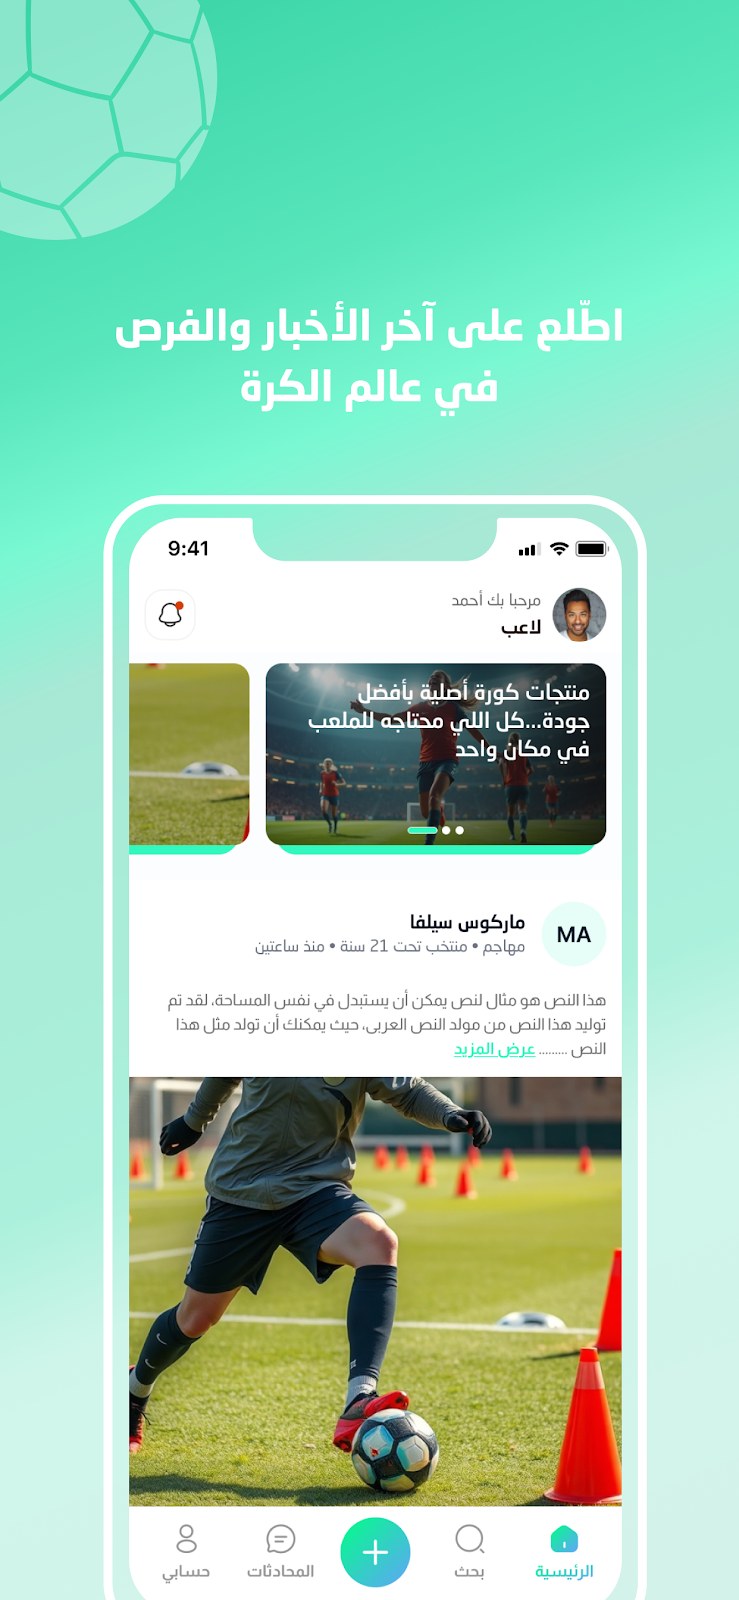 اطّلع على آخر الأخبار والفرص
في عالم الكرة
9:41
مرحبا بك أحمد
لاعب
منتجات كورة أصلية بأفضل
جودة...كل اللي محتاجه للملعب
في مكان واحد
MA
ماركوس سيلفا
مهاجم • منتخب تحت 21 سنة • منذ ساعتين
هذا النص هو مثال لنص يمكن أن يستبدل في نفس المساحة، لقد تم
توليد هذا النص من مولد النص العربى، حيث يمكنك أن تولد مثل هذا
النص ......... عرض المزيد
الرئيسية
بحث
المحادثات
حسابي